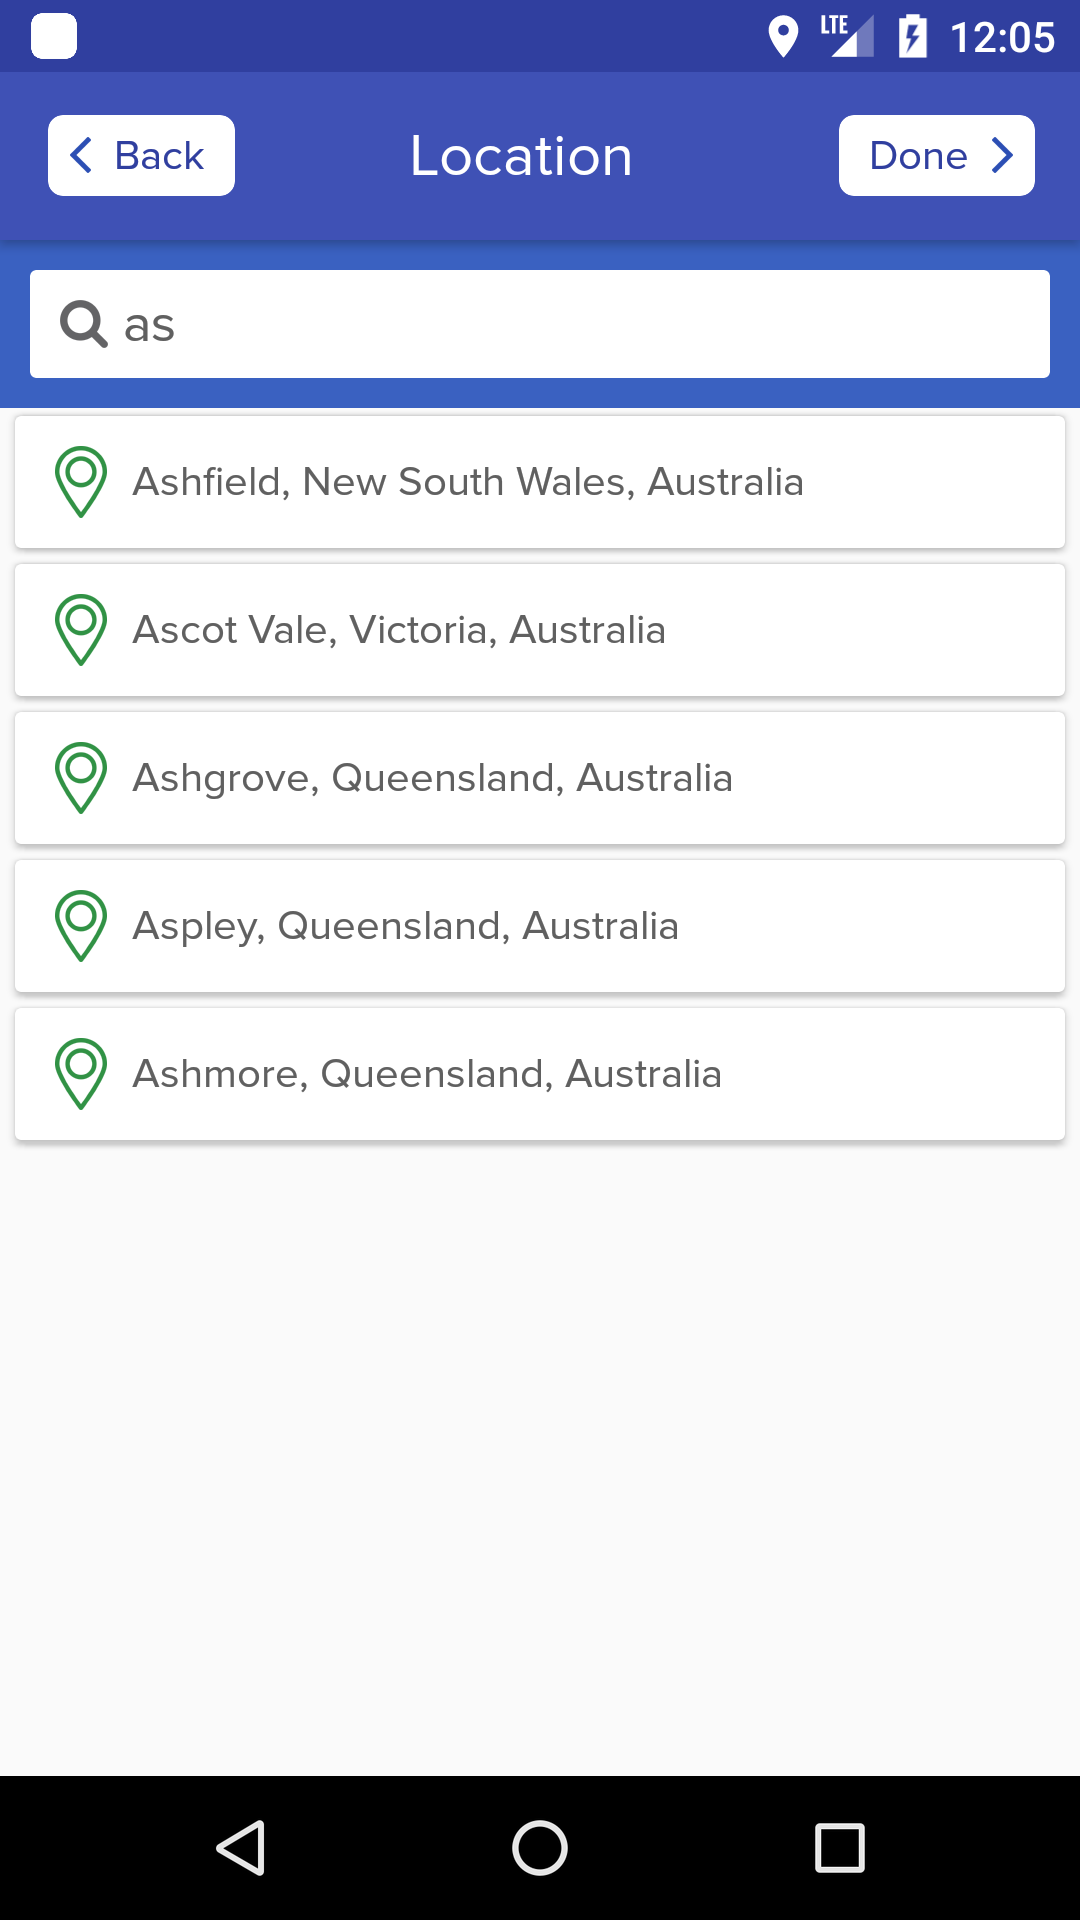 LTE 12:05
Back Location Done
as
Ashfield, New South Wales, Australia
Ascot Vale, Victoria, Australia
Ashgrove, Queensland, Australia
Aspley, Queensland, Australia
Ashmore, Queensland, Australia